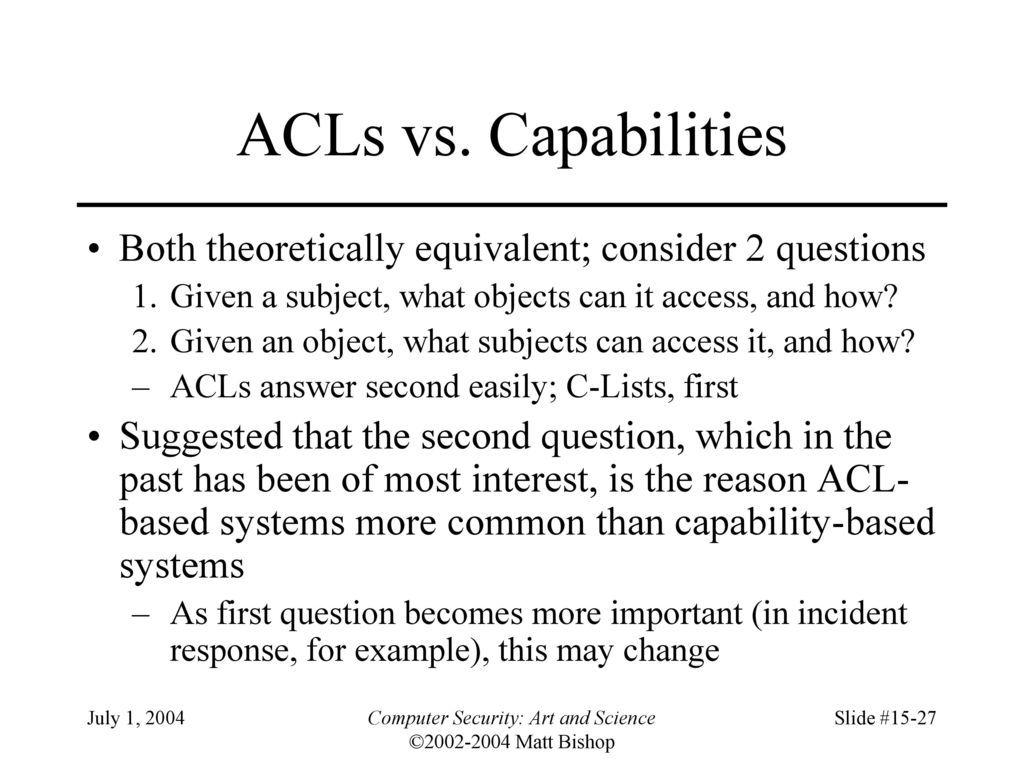 ACLs vs. Capabilities
• Both theoretically equivalent; consider 2 questions
1. Given a subject, what objects can it access, and how?
2. Given an object, what subjects can access it, and how?
– ACLs answer second easily; C-Lists, first
• Suggested that the second question, which in the
past has been of most interest, is the reason ACL-
based systems more common than capability-based
systems
– As first question becomes more important (in incident
response, for example), this may change
July 1, 2004
Computer Security: Art and Science
©2002-2004 Matt Bishop
Slide #15-27